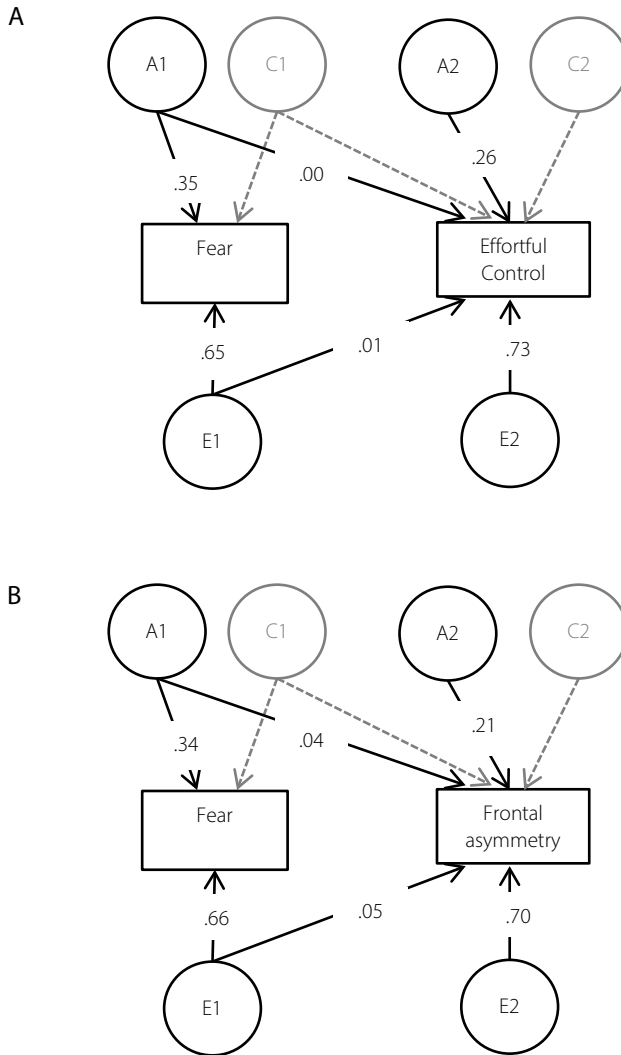 A
A1
C1
A2
C2
.35
.00
.26
Fear
Effortful
Control
.65
.01
.73
E1
E2
B
A1
C1
A2
C2
.34
.04
.21
Fear
Frontal
asymmetry
.66
.05
.70
E1
E2